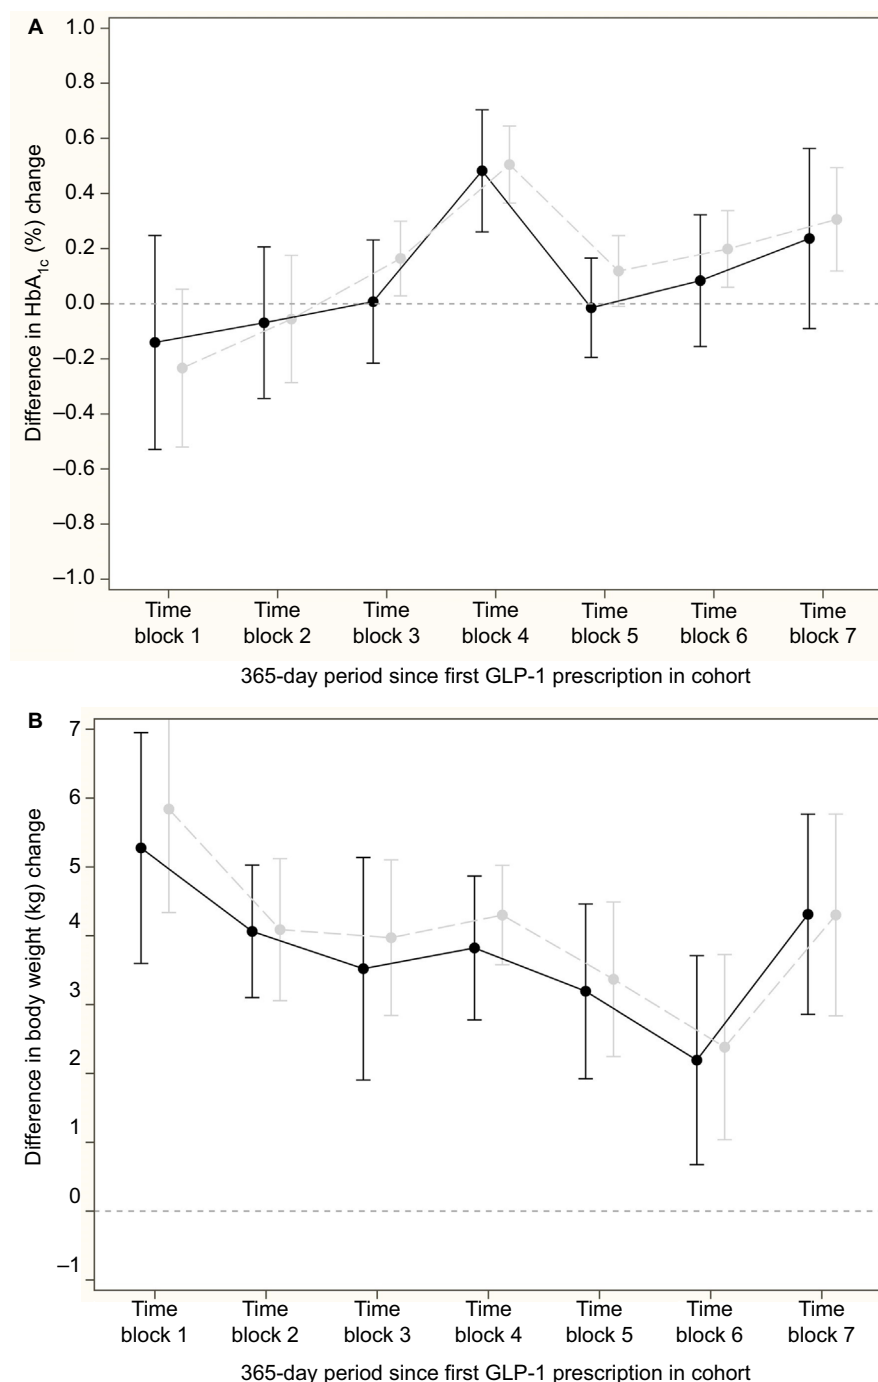 A
1.0
0.8
0.6
0.4
0.2
0.0
–0.2
–0.4
–0.6
–0.8
–1.0
Difference in HbA1c (%) change
Time block 1
Time block 2
Time block 3
Time block 4
Time block 5
Time block 6
Time block 7
365-day period since first GLP-1 prescription in cohort
B
7
6
5
4
3
2
1
0
–1
Difference in body weight (kg) change
Time block 1
Time block 2
Time block 3
Time block 4
Time block 5
Time block 6
Time block 7
365-day period since first GLP-1 prescription in cohort